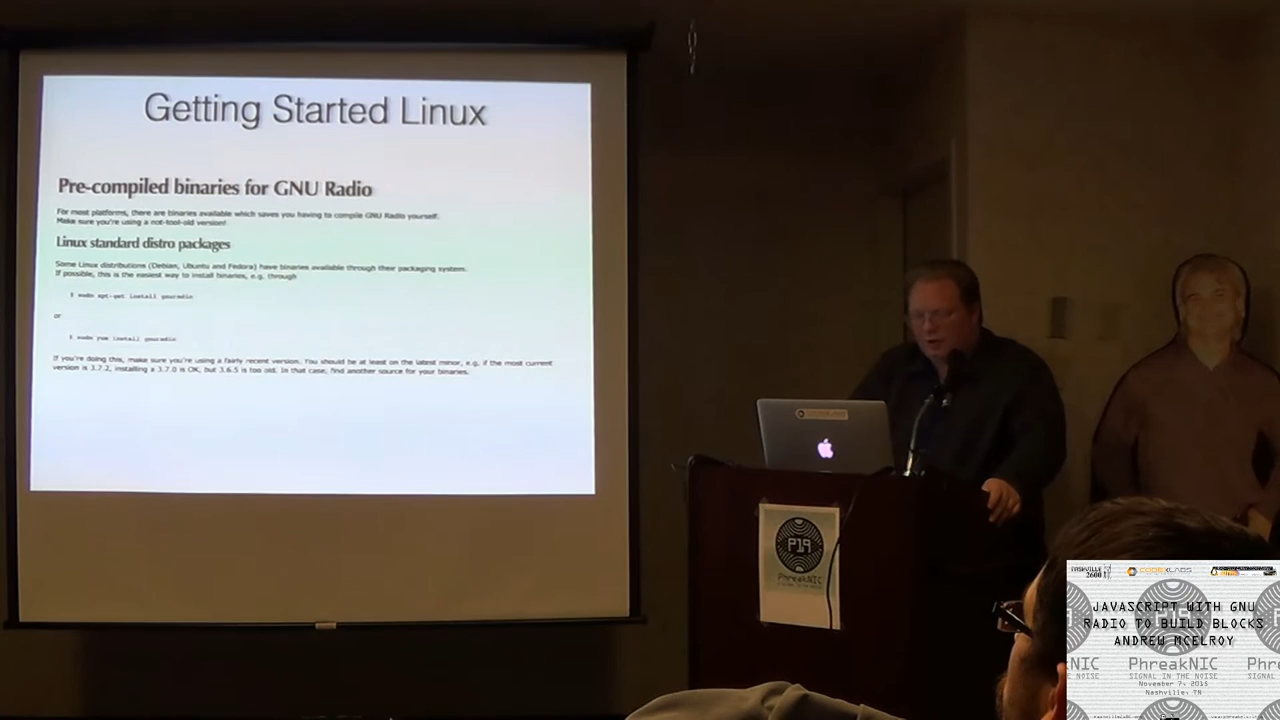 Getting Started Linux
Pre-compiled binaries for GNU Radio
For most platforms, there are binaries available which saves you having to compile GNU Radio yourself.
Make sure you're using a not-tool-old version!
Linux standard distro packages
Some Linux distributions (Debian, Ubuntu and Fedora) have binaries available through their packaging system.
If possible, this is the easiest way to install binaries, e.g. through
$ sudo apt-get install gnuradio
or
$ sudo yum install gnuradio
If you're doing this, make sure you're using a fairly recent version. You should be at least on the latest minor, e.g. if the most current
version is 3.7.2, installing a 3.7.0 is OK, but 3.6.5 is too old. In that case, find another source for your binaries.
P19
PhreakNIC
NASHVILLE
2600
CODEXLABS
JAVASCRIPT WITH GNU
RADIO TO BUILD BLOCKS
ANDREW MCELROY
PhreakNIC
SIGNAL IN THE NOISE
November 7, 2015
Nashville, TN